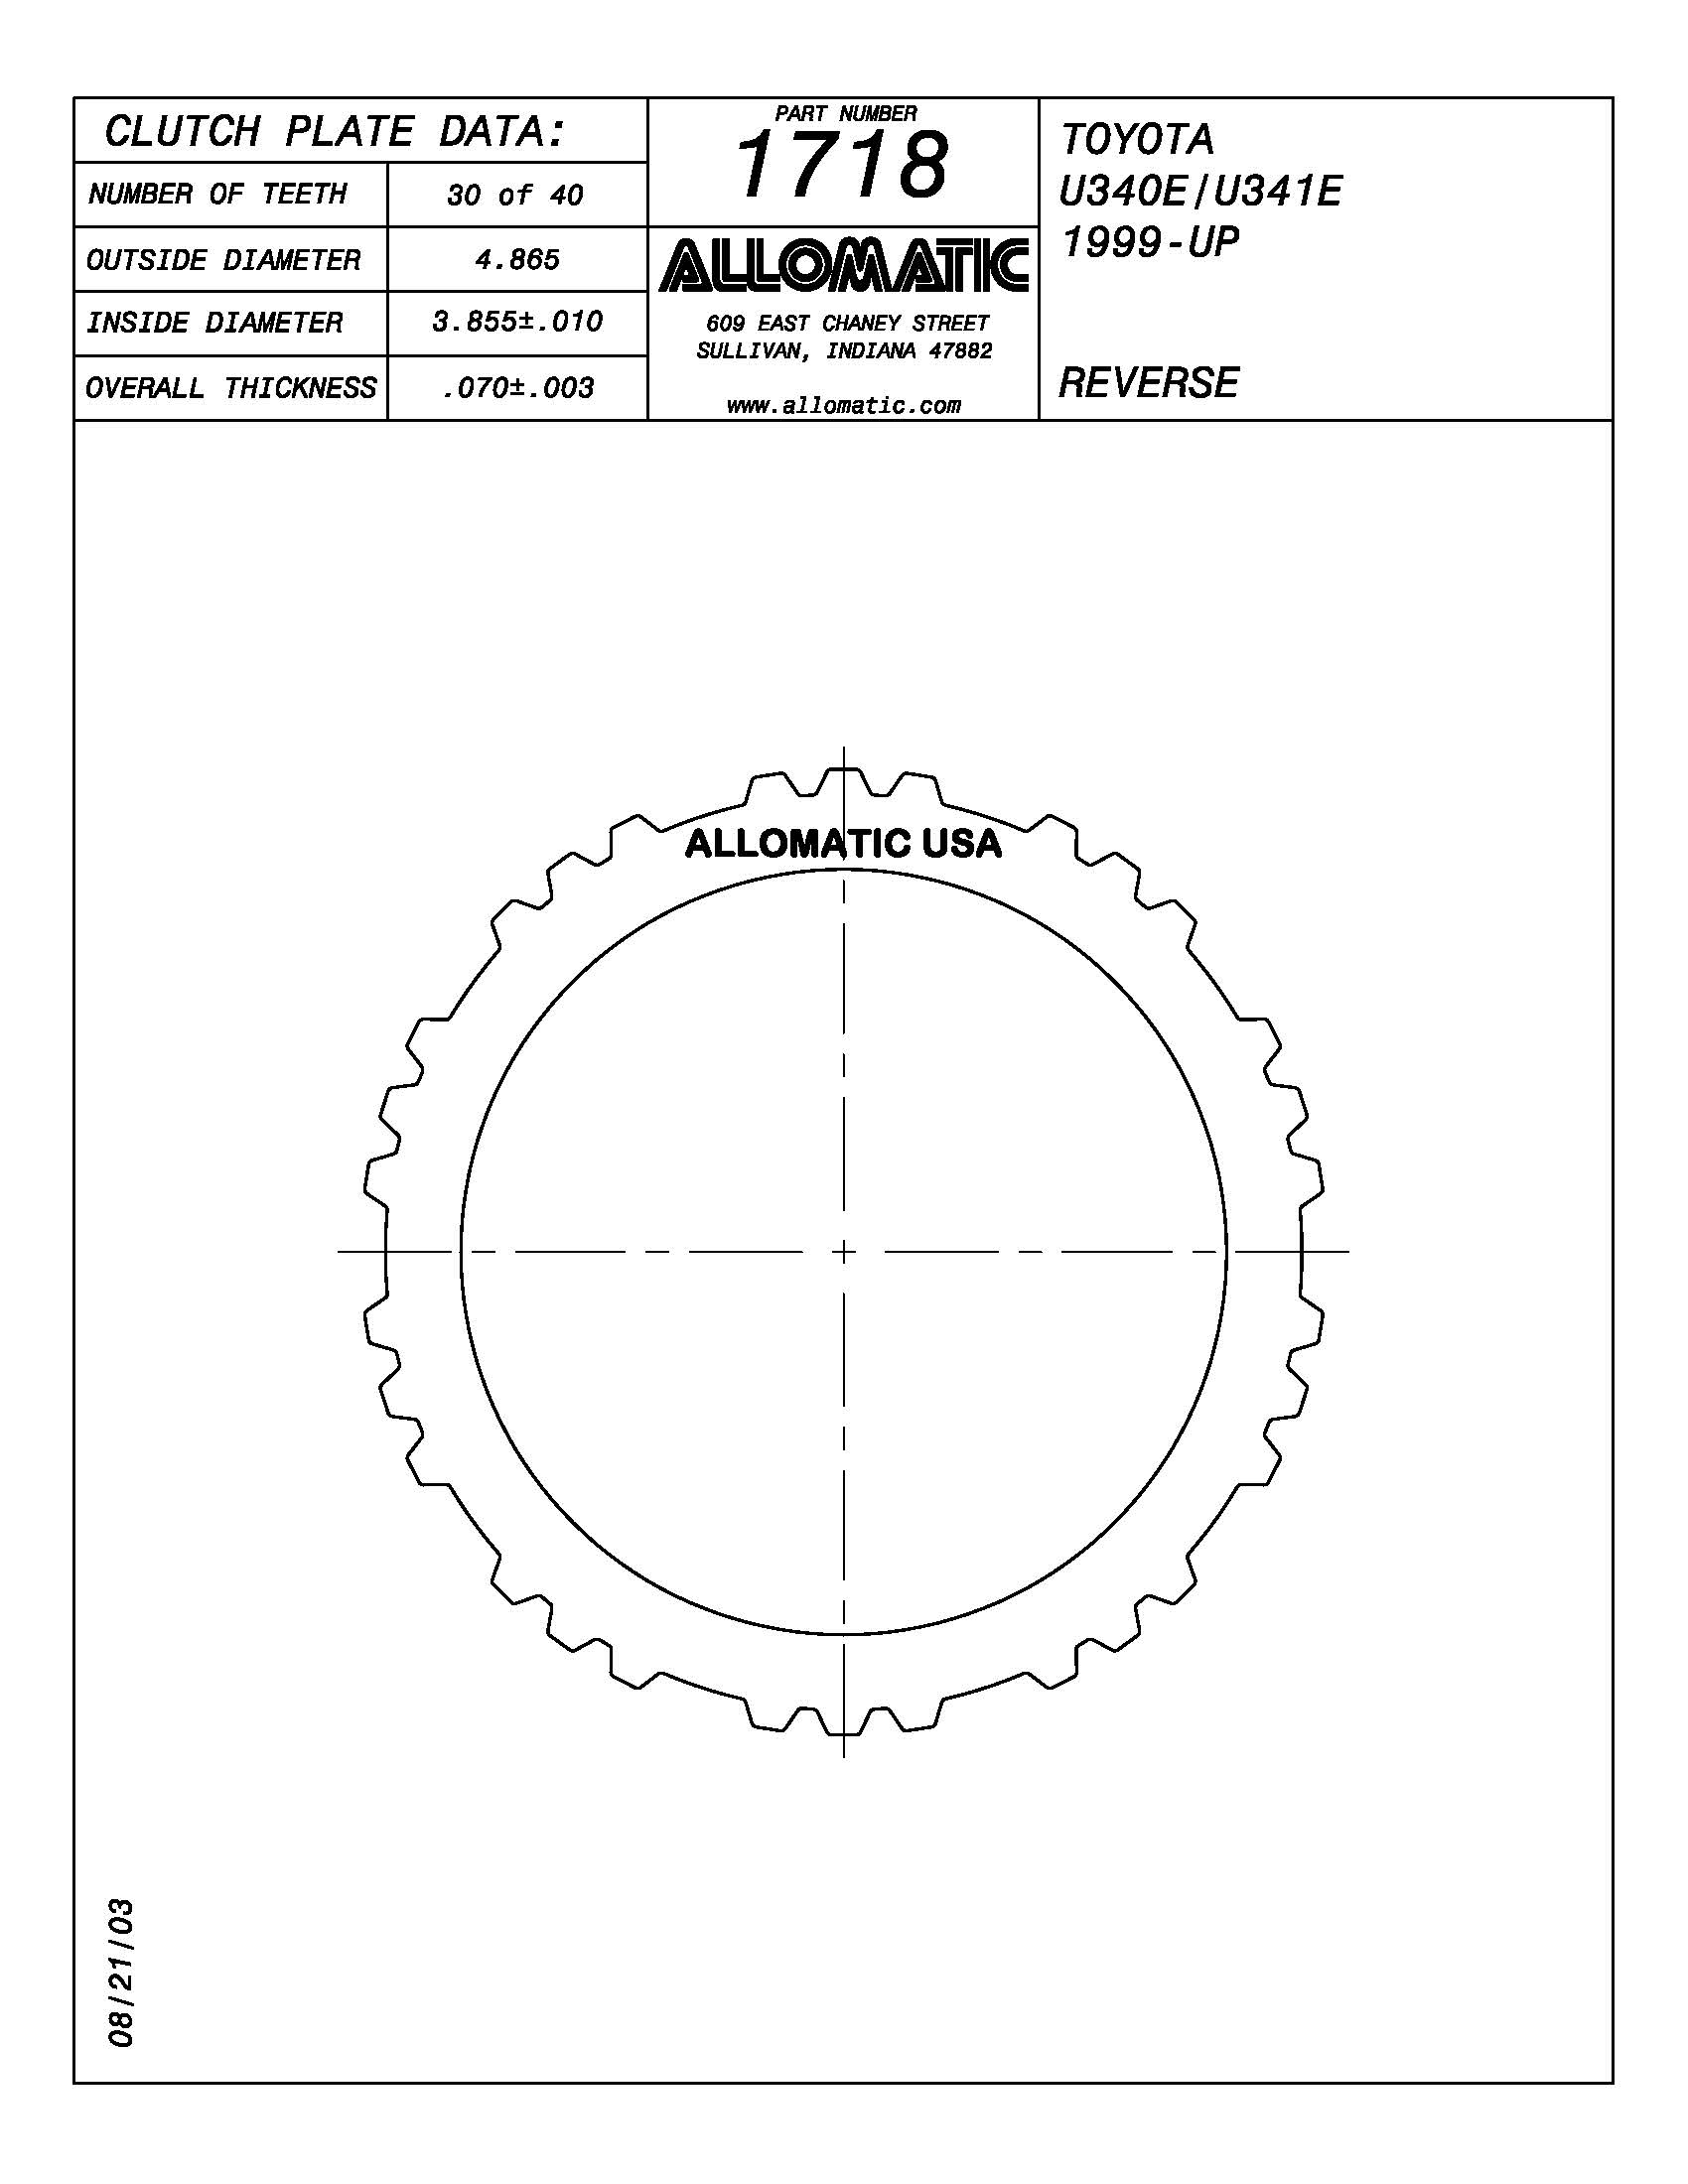 CLUTCH PLATE DATA:
NUMBER OF TEETH 30 of 40
OUTSIDE DIAMETER 4.865
INSIDE DIAMETER 3.855±.010
OVERALL THICKNESS .070±.003
PART NUMBER
1718
ALLOMATIC
609 EAST CHANEY STREET
SULLIVAN, INDIANA 47882
www.allomatic.com
TOYOTA
U340E/U341E
1999-UP
REVERSE
ALLOMATIC USA
08/21/03